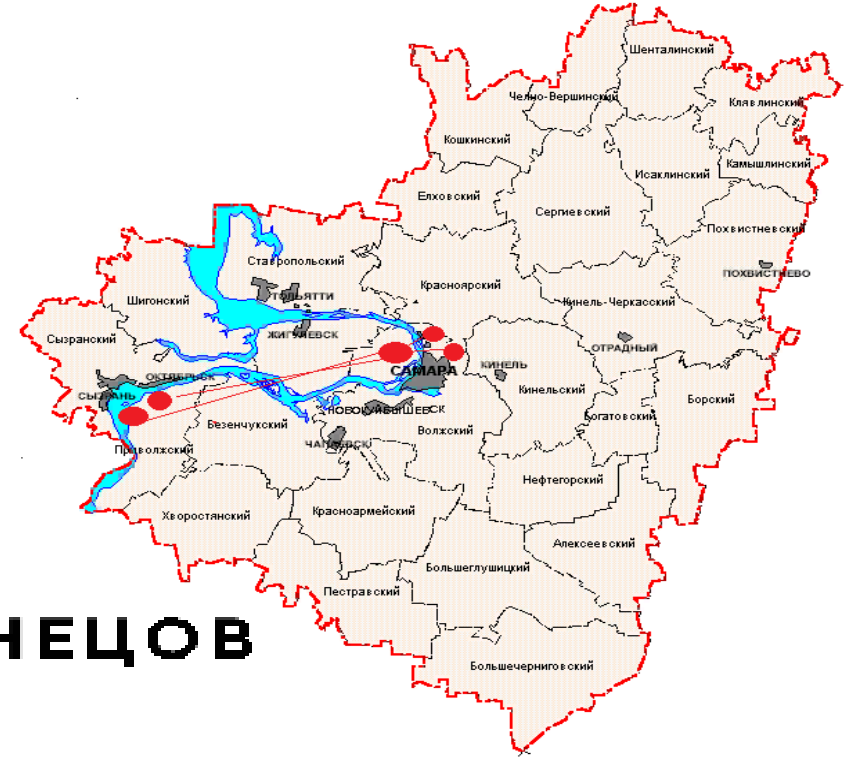 Шенталинский
Челно-Вершинский
Клявлинский
Кошкинский
Камышлинский
Исаклинский
Елховский
Сергиевский
Похвистневский
Ставропольский
ПОХВИСТНЕВО
Красноярский
ТОЛЬЯТТИ
Шигонский
Кинель-Черкасский
ЖИГУЛЕВСК
Сызранский
ОТРАДНЫЙ
КИНЕЛЬ
САМАРА
ОКТЯБРЬСК
Кинельский
СЫЗРАНЬ
Борский
НОВОКУЙБЫШЕВСК
Богатовский
Безенчукский
Волжский
ЧАПАЕВСК
Приволжский
Нефтегорский
Хворостянский
Красноармейский
Алексеевский
Большеглушицкий
Пестравский
НЕЦОВ
Большечерниговский